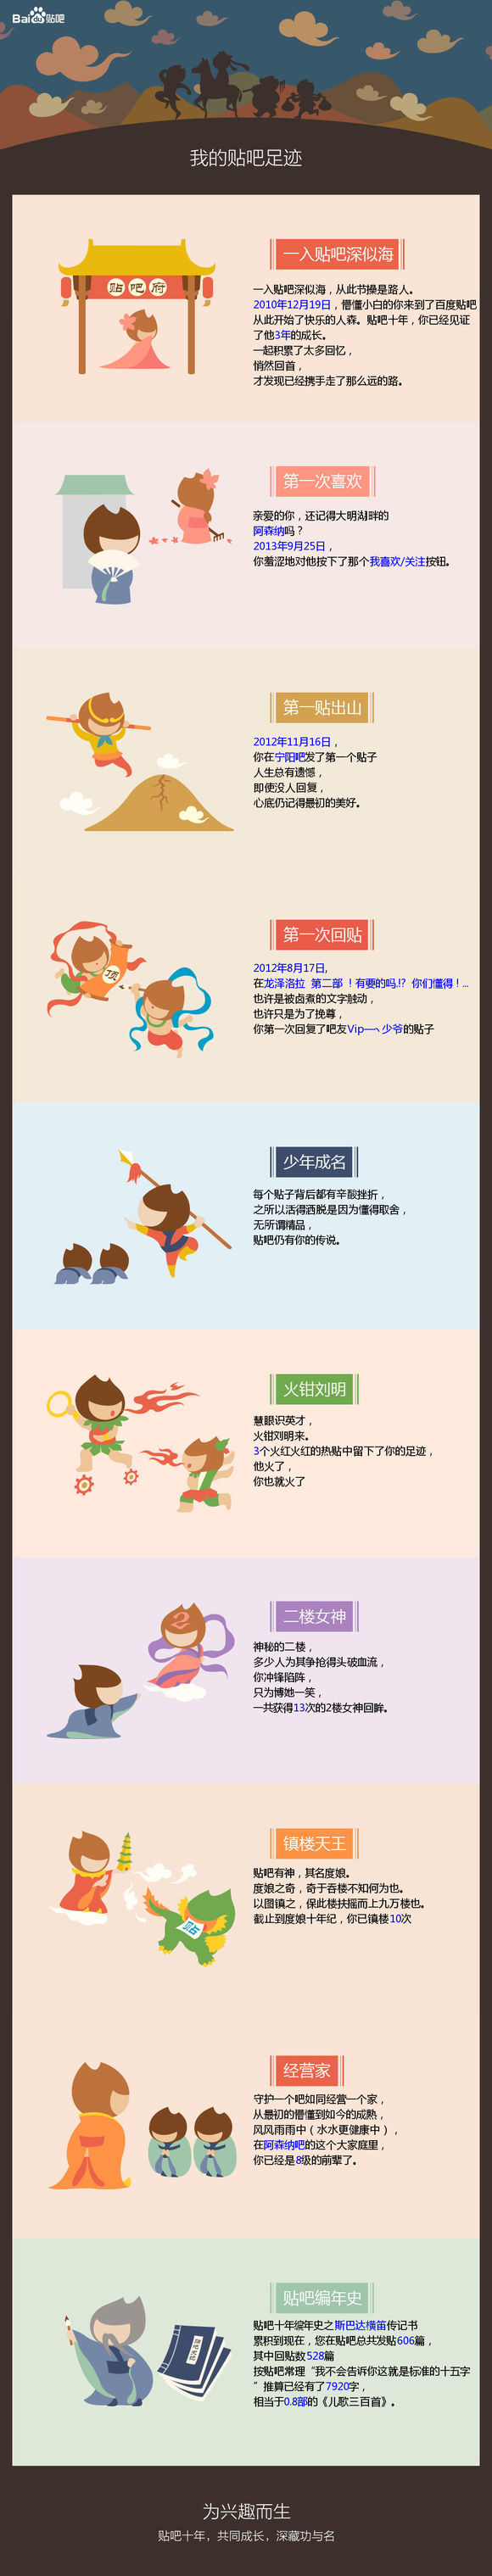 Bai du 贴吧
我的贴吧足迹
贴吧府
一入贴吧深似海
一入贴吧深似海，从此节操是路人。
2010年12月19日，懵懂小白的你来到了百度贴吧
从此开始了快乐的人森。贴吧十年，你已经见证
了他3年的成长。
一起积累了太多回忆，
悄然回首，
才发现已经携手走了那么远的路。
第一次喜欢
亲爱的你，还记得大明湖畔的
阿森纳吗？
2013年9月25日，
你羞涩地对他按下了那个我喜欢/关注按钮。
第一贴出山
2012年11月16日，
你在宁阳吧发了第一个贴子
人生总有遗憾，
即使没人回复，
心底仍记得最初的美好。
顶
第一次回贴
2012年8月17日,
在龙泽洛拉 第二部 ！有要的吗.!? 你们懂得！...
也许是被卤煮的文字触动，
也许只是为了挽尊，
你第一次回复了吧友Vip—ヽ少爷的贴子
少年成名
每个贴子背后都有辛酸挫折，
之所以活得洒脱是因为懂得取舍，
无所谓精品，
贴吧仍有你的传说。
火钳刘明
慧眼识英才，
火钳刘明来。
3个火红火红的热贴中留下了你的足迹，
他火了，
你也就火了
2
二楼女神
神秘的二楼，
多少人为其争抢得头破血流，
你冲锋陷阵，
只为博她一笑，
一共获得13次的2楼女神回眸。
贴
镇楼天王
贴吧有神，其名度娘。
度娘之奇，奇于吞楼不知何为也。
以图镇之，保此楼扶摇而上九万楼也。
截止到度娘十年纪，你已镇楼10次
经营家
守护一个吧如同经营一个家，
从最初的懵懂到如今的成熟，
风风雨雨中（水水更健康中），
在阿森纳吧的这个大家庭里，
你已经是8级的前辈了。
贴吧编年史
贴吧十年编年史之斯巴达横笛传记书
累积到现在，您在贴吧总共发贴606篇，
其中回贴数528篇
按贴吧常理“我不会告诉你这就是标准的十五字
”推算已经有了7920字，
相当于0.8部的《儿歌三百首》。
为兴趣而生
贴吧十年，共同成长，深藏功与名